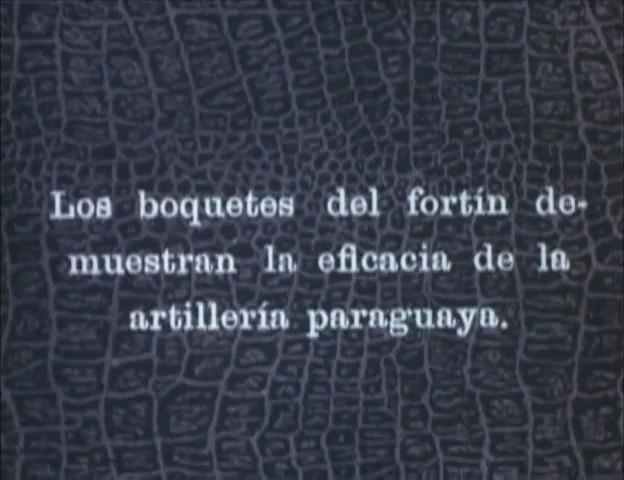 Los boquetes del fortín de-
muestran la eficacia de la
artillería paraguaya.